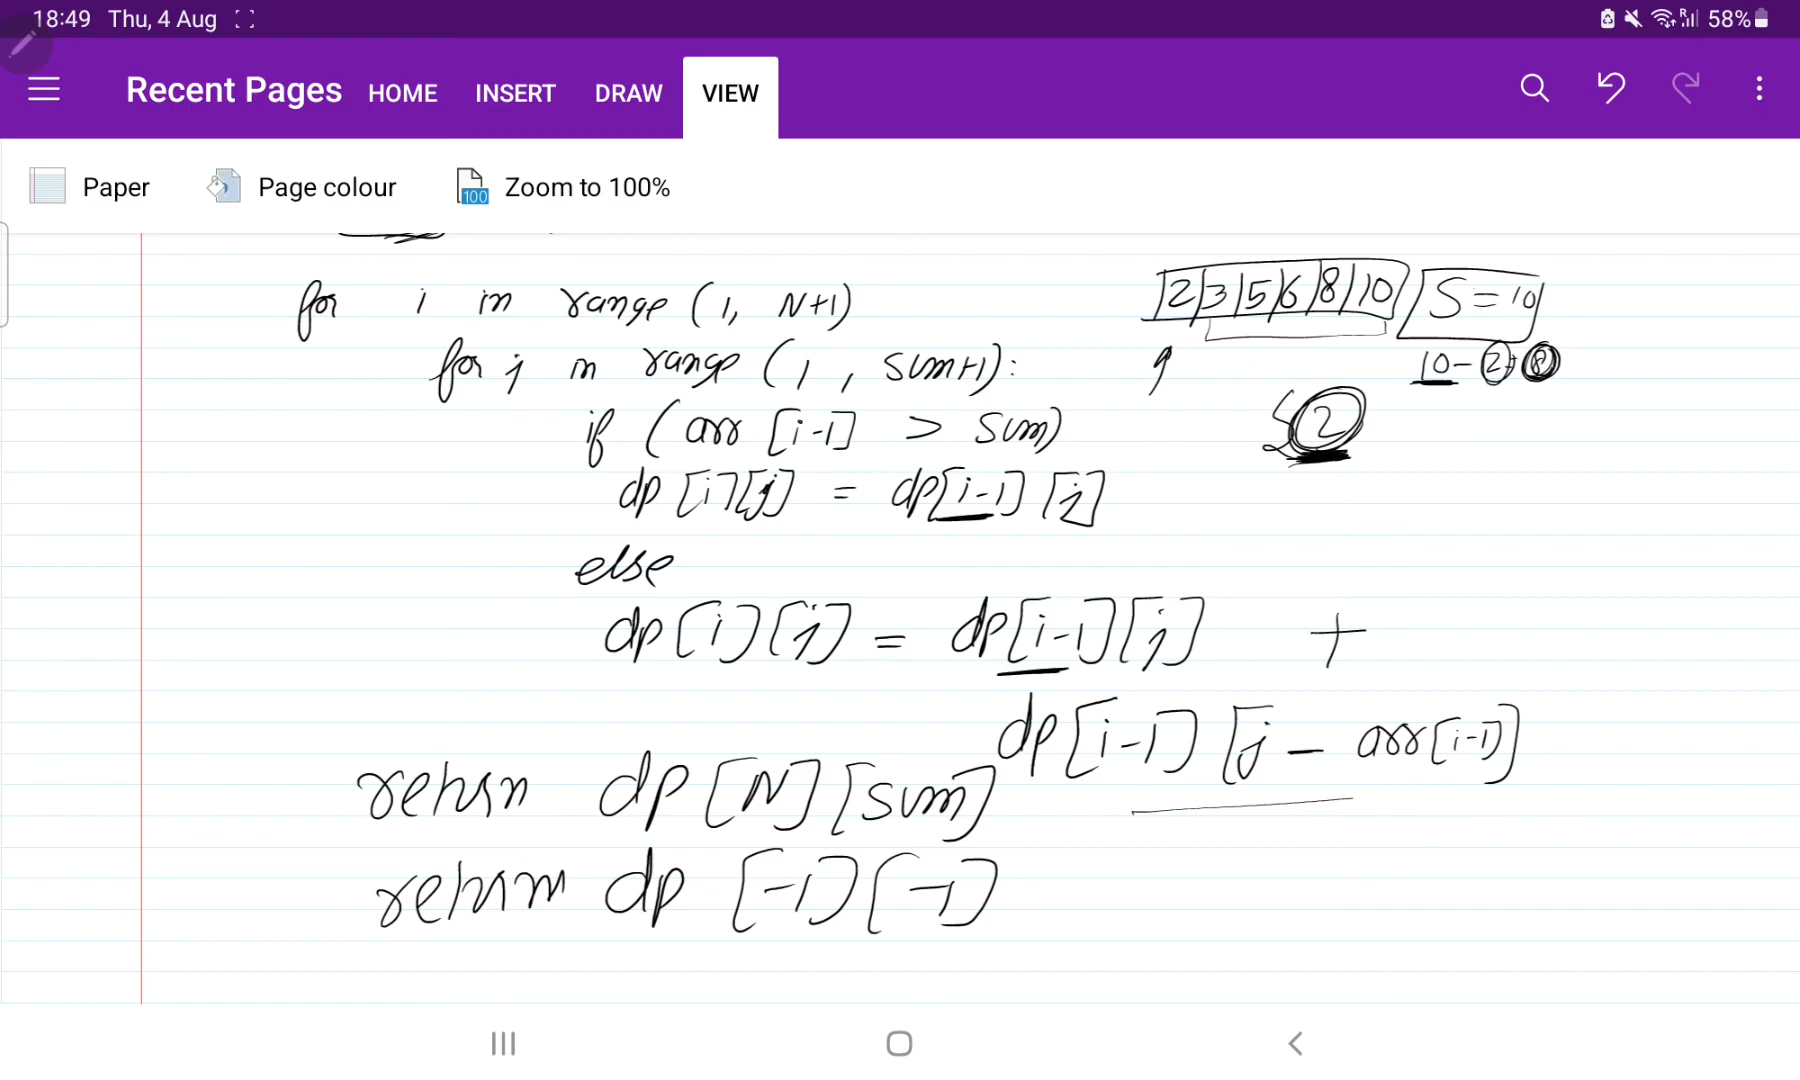 18:49 Thu, 4 Aug 58%
Recent Pages HOME INSERT DRAW VIEW
Paper Page colour 100 Zoom to 100%
for i in range (1, N+1)
2 3 5 6 8 10 S = 10
for j in range (1, sum+1):
10 - 2 8
if (arr [i-1] > sum)
2
dp [i][j] = dp[i-1] [j]
else
dp[i][j] = dp[i-1][j] +
dp[i-1] [j - arr[i-1]]
return dp[N][sum]
return dp [-1][-1]